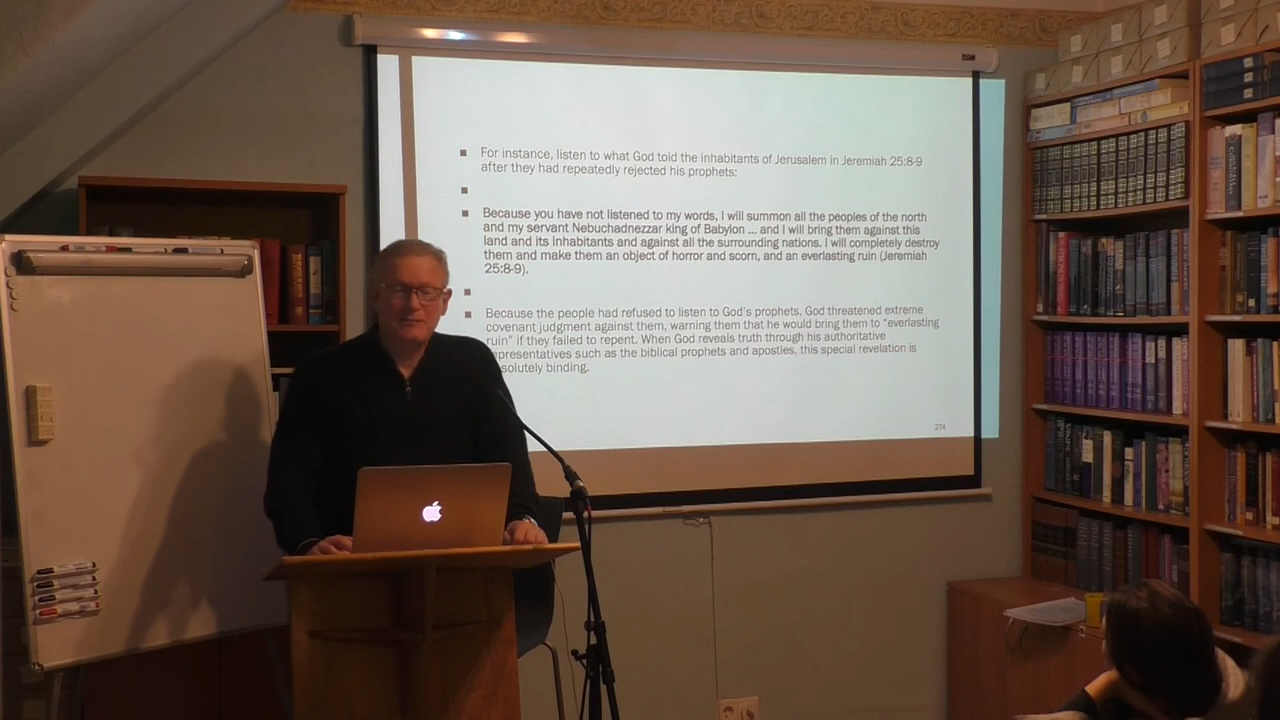 For instance, listen to what God told the inhabitants of Jerusalem in Jeremiah 25:8-9
after they had repeatedly rejected his prophets:
Because you have not listened to my words, I will summon all the peoples of the north
and my servant Nebuchadnezzar king of Babylon ... and I will bring them against this
land and its inhabitants and against all the surrounding nations. I will completely destroy
them and make them an object of horror and scorn, and an everlasting ruin (Jeremiah
25:8-9).
Because the people had refused to listen to God's prophets, God threatened extreme
covenant judgment against them, warning them that he would bring them to "everlasting
ruin" if they failed to repent. When God reveals truth through his authoritative
epresentatives such as the biblical prophets and apostles, this special revelation is
solutely binding.
274